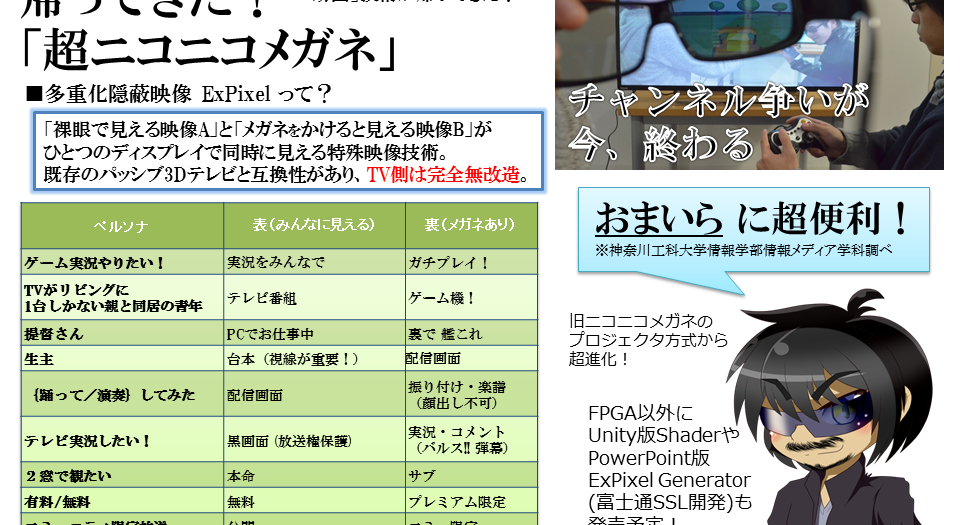 帰ってきた！
「超ニコニコメガネ」
■多重化隠蔽映像 ExPixel って？
「裸眼で見える映像A」と「メガネをかけると見える映像B」が
ひとつのディスプレイで同時に見える特殊映像技術。
既存のパッシブ3Dテレビと互換性があり、TV側は完全無改造。
ペルソナ 表（みんなに見える） 裏（メガネあり）
ゲーム実況やりたい！ 実況をみんなで ガチプレイ！
TVがリビングに
1台しかない親と同居の青年 テレビ番組 ゲーム機！
提督さん PCでお仕事中 裏で 艦これ
生主 台本（視線が重要！） 配信画面
｛踊って／演奏｝してみた 配信画面 振り付け・楽譜
（顔出し不可）
テレビ実況したい！ 黒画面（放送権保護） 実況・コメント
（バルス!! 弾幕）
２窓で観たい 本命 サブ
有料/無料 無料 プレミアム限定
チャンネル争いが
今、終わる
おまいら に超便利！
※神奈川工科大学情報学部情報メディア学科調べ
旧ニコニコメガネの
プロジェクタ方式から
超進化！
FPGA以外に
Unity版Shaderや
PowerPoint版
ExPixel Generator
(富士通SSL開発)も
発売予定！